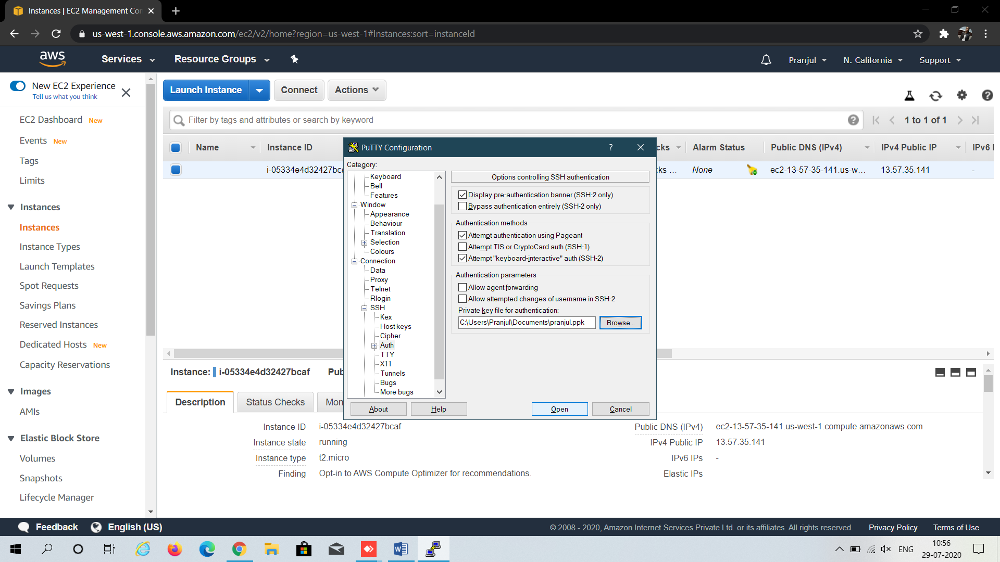 Instances | EC2 Management Con
us-west-1.console.aws.amazon.com/ec2/v2/home?region=us-west-1#Instances:sort=instanceId
aws
Services
Resource Groups
Pranjul
N. California
Support
New EC2 Experience
Tell us what you think
EC2 Dashboard New
Events New
Tags
Limits
Instances
Instances
Instance Types
Launch Templates
Spot Requests
Savings Plans
Reserved Instances
Dedicated Hosts New
Capacity Reservations
Images
AMIs
Elastic Block Store
Volumes
Snapshots
Lifecycle Manager
Launch Instance
Connect
Actions
Filter by tags and attributes or search by keyword
1 to 1 of 1
Name
Instance ID
cks
Alarm Status
Public DNS (IPv4)
IPv4 Public IP
IPv6 I
i-05334e4d32427bca
cks ...
None
ec2-13-57-35-141.us-w...
13.57.35.141
-
PuTTY Configuration
?
Category:
Keyboard
Bell
Features
Window
Appearance
Behaviour
Translation
Selection
Colours
Connection
Data
Proxy
Telnet
Rlogin
SSH
Kex
Host keys
Cipher
Auth
TTY
X11
Tunnels
Bugs
More bugs
Options controlling SSH authentication
Display pre-authentication banner (SSH-2 only)
Bypass authentication entirely (SSH-2 only)
Authentication methods
Attempt authentication using Pageant
Attempt TIS or CryptoCard auth (SSH-1)
Attempt "keyboard-interactive" auth (SSH-2)
Authentication parameters
Allow agent forwarding
Allow attempted changes of username in SSH-2
Private key file for authentication:
C:\Users\Pranjul\Documents\pranjul.ppk
Browse...
About
Help
Open
Cancel
Instance: i-05334e4d32427bcaf
Pub
Description
Status Checks
Mon
Instance ID i-05334e4d32427bcaf
Instance state running
Instance type t2.micro
Finding Opt-in to AWS Compute Optimizer for recommendations.
Public DNS (IPv4) ec2-13-57-35-141.us-west-1.compute.amazonaws.com
IPv4 Public IP 13.57.35.141
IPv6 IPs -
Elastic IPs
Feedback
English (US)
© 2008 - 2020, Amazon Internet Services Private Ltd. or its affiliates. All rights reserved.
Privacy Policy
Terms of Use
ENG
10:56
29-07-2020